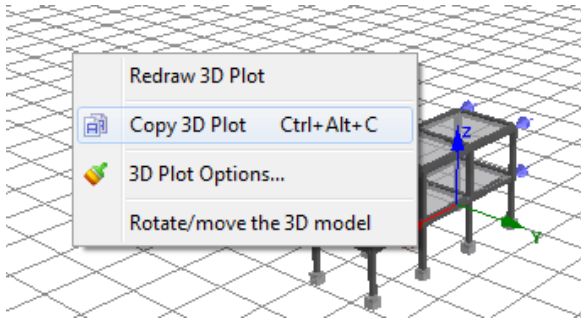 Redraw 3D Plot
Copy 3D Plot Ctrl+Alt+C
3D Plot Options...
Rotate/move the 3D model
Z
Y